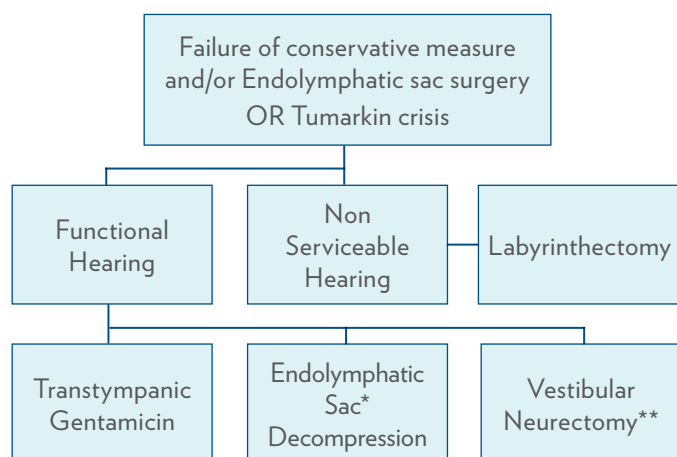 Failure of conservative measure
and/or Endolymphatic sac surgery
OR Tumarkin crisis
Functional
Hearing
Non
Serviceable
Hearing
Labyrinthectomy
Transtympanic
Gentamicin
Endolymphatic
Sac*
Decompression
Vestibular
Neurectomy**